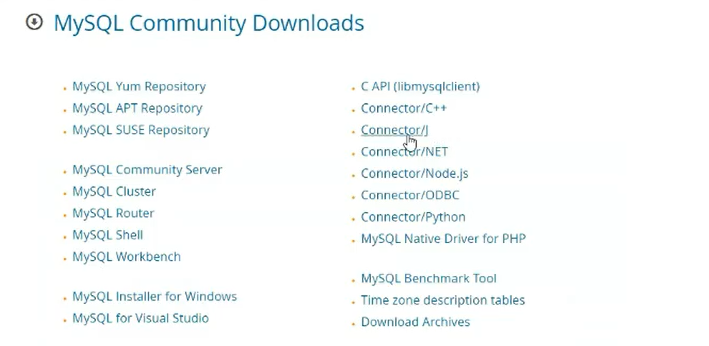 MySQL Community Downloads
MySQL Yum Repository
MySQL APT Repository
MySQL SUSE Repository
MySQL Community Server
MySQL Cluster
MySQL Router
MySQL Shell
MySQL Workbench
MySQL Installer for Windows
MySQL for Visual Studio
C API (libmysqlclient)
Connector/C++
Connector/J
Connector/NET
Connector/Node.js
Connector/ODBC
Connector/Python
MySQL Native Driver for PHP
MySQL Benchmark Tool
Time zone description tables
Download Archives